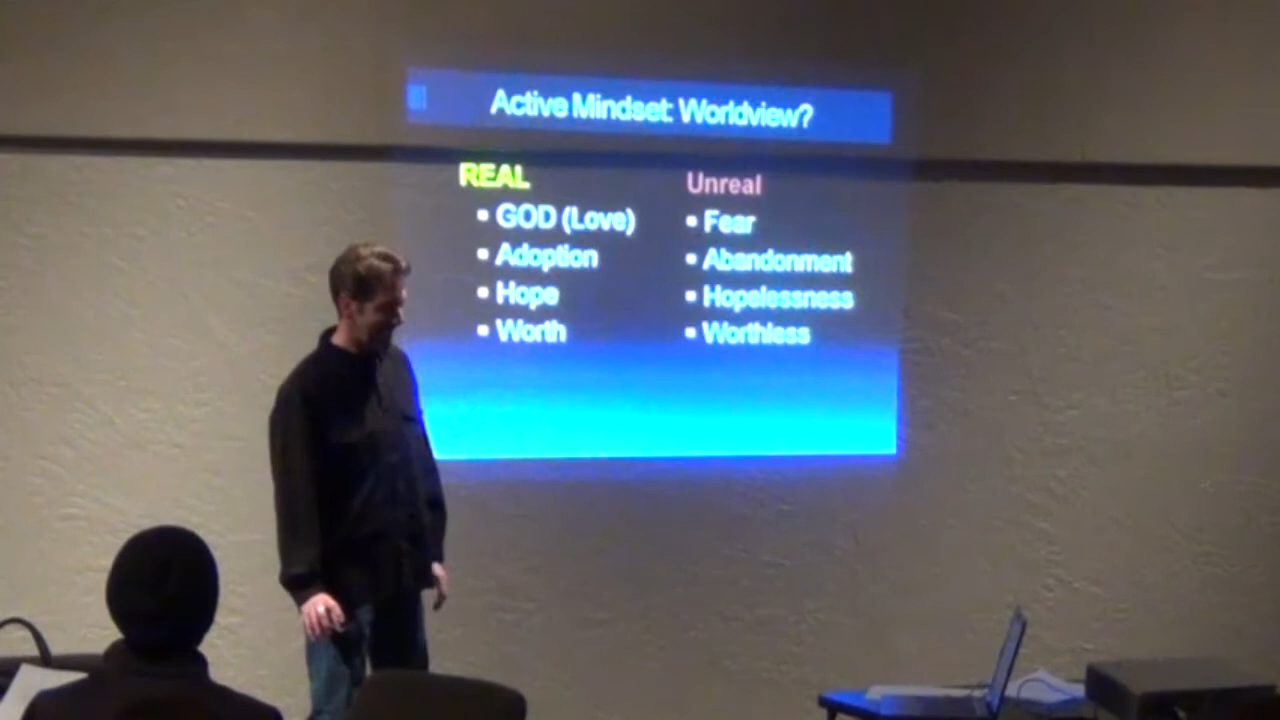 Active Mindset: Worldview?
REAL
▪ GOD (Love)
▪ Adoption
▪ Hope
▪ Worth
Unreal
▪ Fear
▪ Abandonment
▪ Hopelessness
▪ Worthless